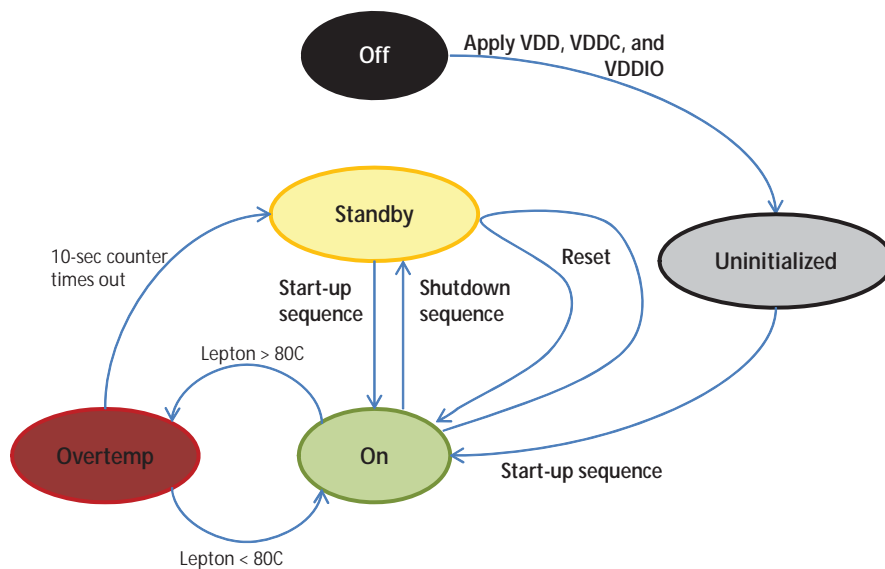 Off
Apply VDD, VDDC, and
VDDIO
Standby
Uninitialized
10-sec counter
times out
Reset
Start-up
sequence
Shutdown
sequence
Lepton > 80C
Overtemp
On
Start-up sequence
Lepton < 80C